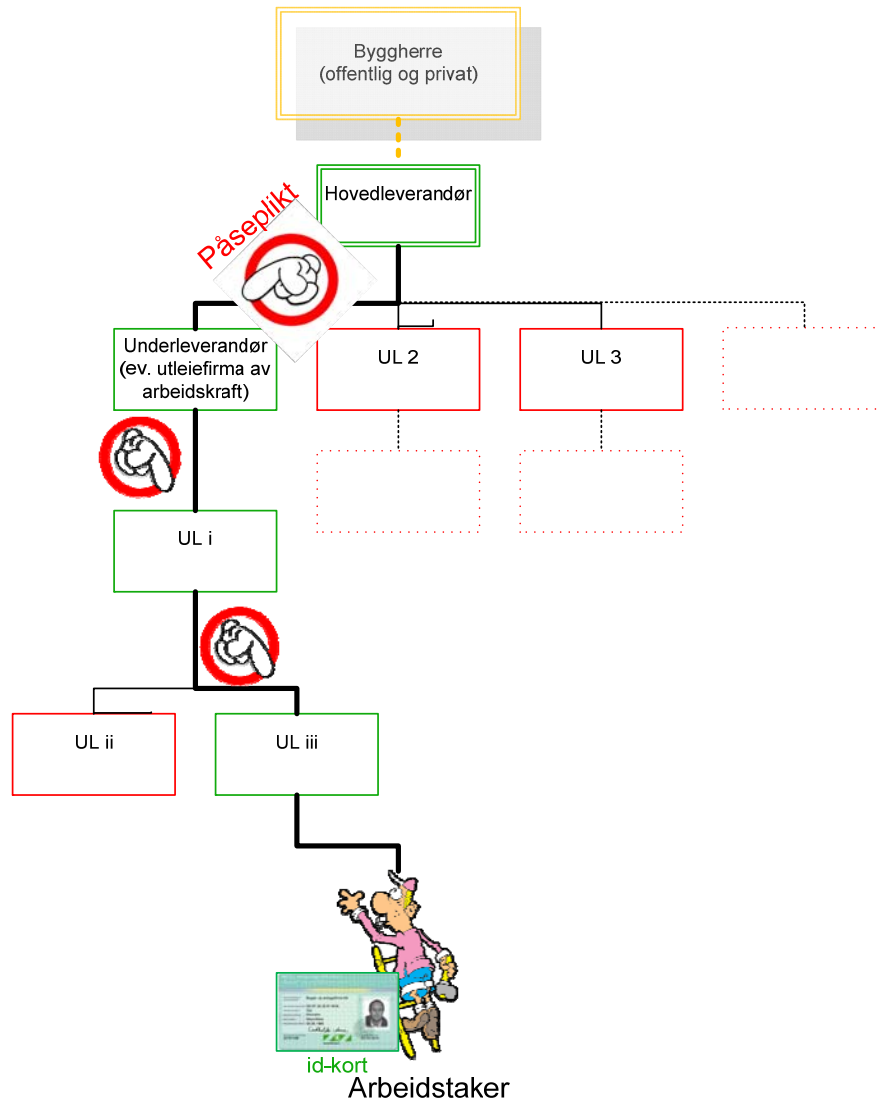 Byggherre
(offentlig og privat)
Hovedleverandør
Påseplikt
Underleverandør
(ev. utleiefirma av
arbeidskraft)
UL 2
UL 3
UL i
UL ii
UL iii
id-kort
Arbeidstaker